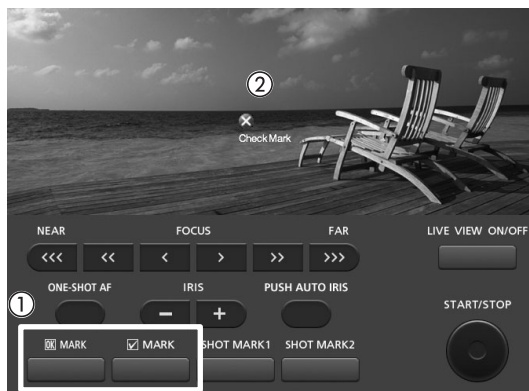 ②
Check Mark
NEAR FOCUS FAR LIVE VIEW ON/OFF
‹‹‹ ‹‹ ‹ › ›› ›››
ONE-SHOT AF IRIS PUSH AUTO IRIS
− +
START/STOP
①
OK MARK ☑ MARK SHOT MARK1 SHOT MARK2